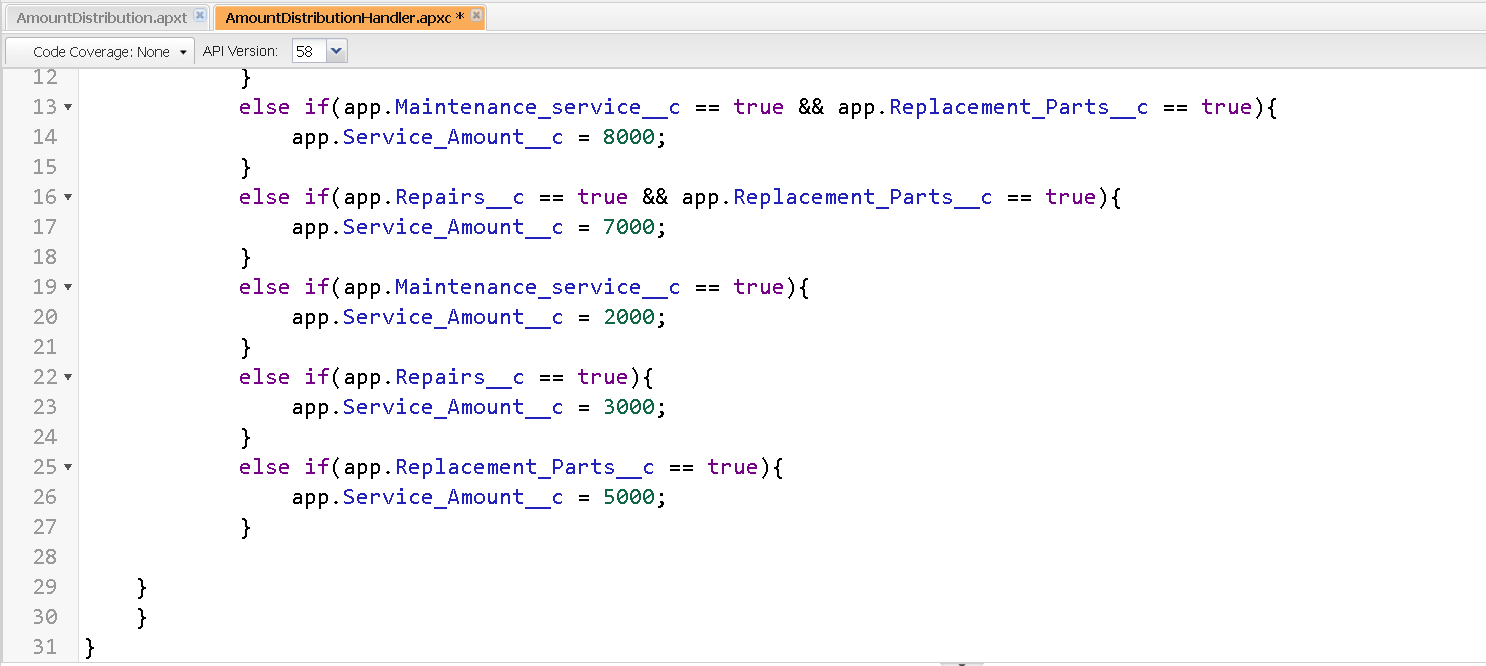 AmountDistribution.apxt AmountDistributionHandler.apxc *
Code Coverage: None API Version: 58
12 }
13 else if(app.Maintenance_service__c == true && app.Replacement_Parts__c == true){
14 app.Service_Amount__c = 8000;
15 }
16 else if(app.Repairs__c == true && app.Replacement_Parts__c == true){
17 app.Service_Amount__c = 7000;
18 }
19 else if(app.Maintenance_service__c == true){
20 app.Service_Amount__c = 2000;
21 }
22 else if(app.Repairs__c == true){
23 app.Service_Amount__c = 3000;
24 }
25 else if(app.Replacement_Parts__c == true){
26 app.Service_Amount__c = 5000;
27 }
28
29 }
30 }
31 }